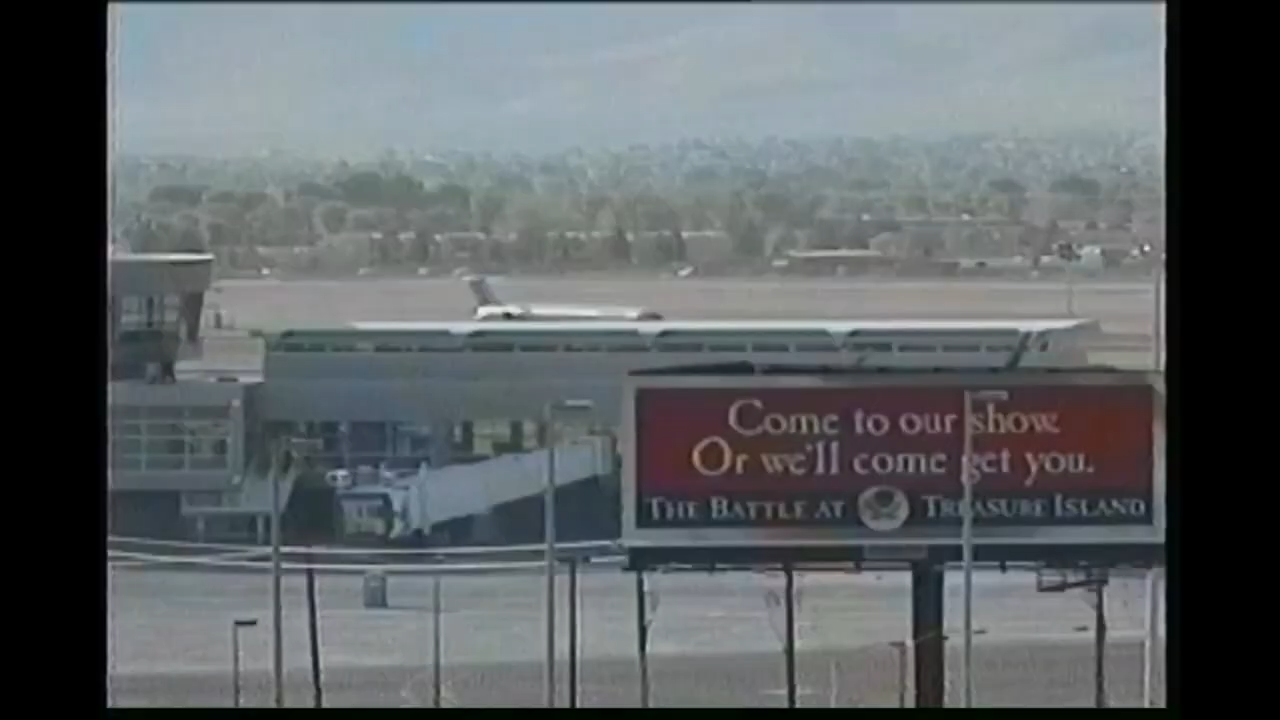 Come to our show.
Or we'll come get you.
THE BATTLE AT TREASURE ISLAND